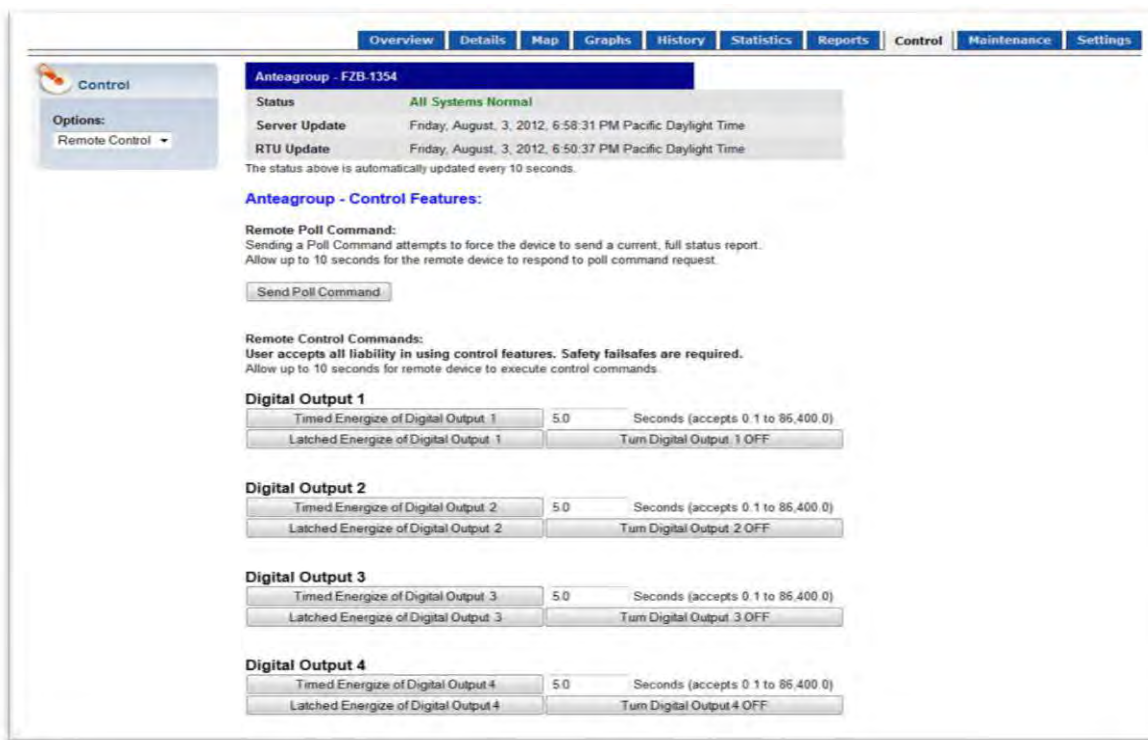 Overview Details Map Graphs History Statistics Reports Control Maintenance Settings
Control
Options:
Remote Control
Anteagroup - FZB-1354
Status All Systems Normal
Server Update Friday, August, 3, 2012, 6:58:31 PM Pacific Daylight Time
RTU Update Friday, August, 3, 2012, 6:50:37 PM Pacific Daylight Time
The status above is automatically updated every 10 seconds.
Anteagroup - Control Features:
Remote Poll Command:
Sending a Poll Command attempts to force the device to send a current, full status report.
Allow up to 10 seconds for the remote device to respond to poll command request.
Send Poll Command
Remote Control Commands:
User accepts all liability in using control features. Safety failsafes are required.
Allow up to 10 seconds for remote device to execute control commands.
Digital Output 1
Timed Energize of Digital Output 1 5.0 Seconds (accepts 0.1 to 86,400.0)
Latched Energize of Digital Output 1 Turn Digital Output 1 OFF
Digital Output 2
Timed Energize of Digital Output 2 5.0 Seconds (accepts 0.1 to 86,400.0)
Latched Energize of Digital Output 2 Turn Digital Output 2 OFF
Digital Output 3
Timed Energize of Digital Output 3 5.0 Seconds (accepts 0.1 to 86,400.0)
Latched Energize of Digital Output 3 Turn Digital Output 3 OFF
Digital Output 4
Timed Energize of Digital Output 4 5.0 Seconds (accepts 0.1 to 86,400.0)
Latched Energize of Digital Output 4 Turn Digital Output 4 OFF